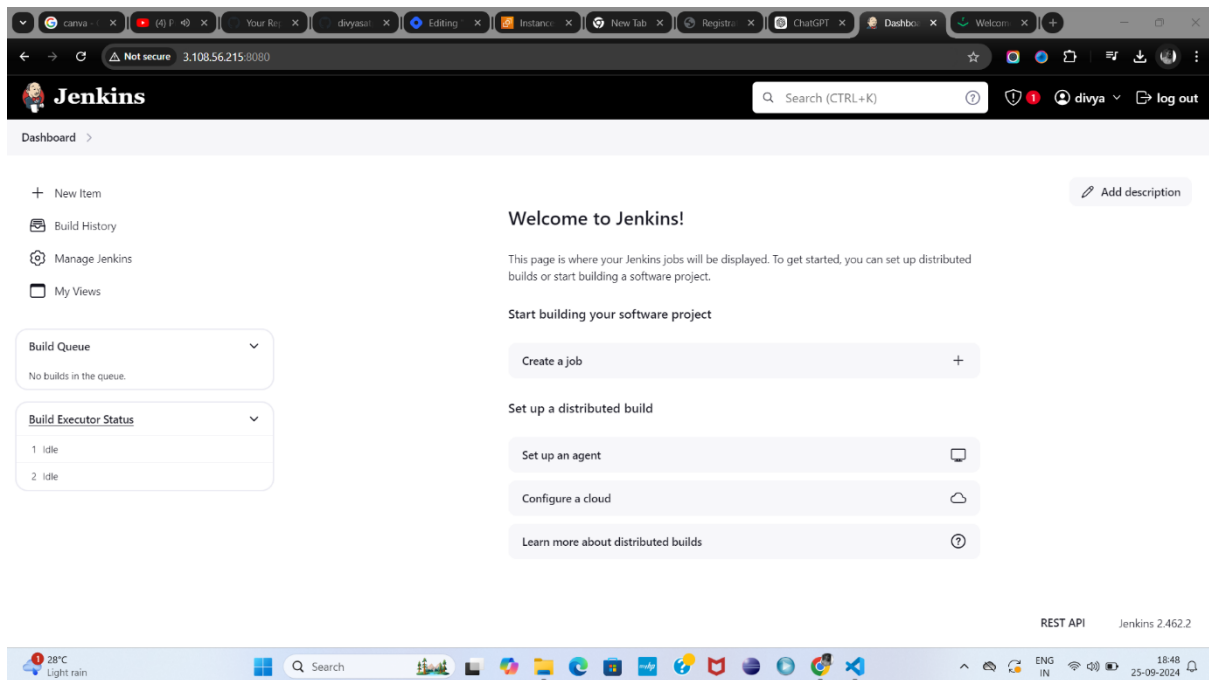 canva -
(4) P
Your Rep
divyasat
Editing
Instance
New Tab
Registra
ChatGPT
Dashbo
Welcom
Not secure 3.108.56.215:8080
Jenkins
Search (CTRL+K)
1
divya
log out
Dashboard
New Item
Build History
Manage Jenkins
My Views
Build Queue
No builds in the queue.
Build Executor Status
1 Idle
2 Idle
Add description
Welcome to Jenkins!
This page is where your Jenkins jobs will be displayed. To get started, you can set up distributed
builds or start building a software project.
Start building your software project
Create a job
Set up a distributed build
Set up an agent
Configure a cloud
Learn more about distributed builds
REST API Jenkins 2.462.2
1
28°C
Light rain
Search
ENG
IN
18:48
25-09-2024